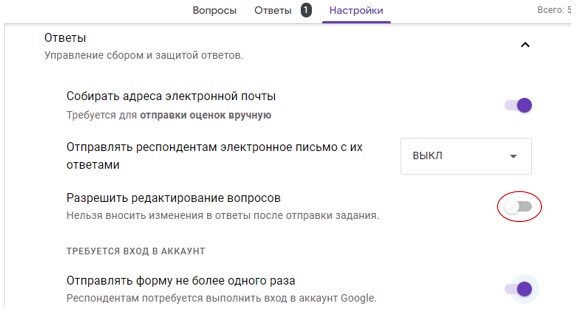 Вопросы Ответы 1 Настройки Всего: 5
Ответы
Управление сбором и защитой ответов.
Собирать адреса электронной почты
Требуется для отправки оценок вручную
Отправлять респондентам электронное письмо с их
ответами
ВЫКЛ
Разрешить редактирование вопросов
Нельзя вносить изменения в ответы после отправки задания.
ТРЕБУЕТСЯ ВХОД В АККАУНТ
Отправлять форму не более одного раза
Респондентам потребуется выполнить вход в аккаунт Google.